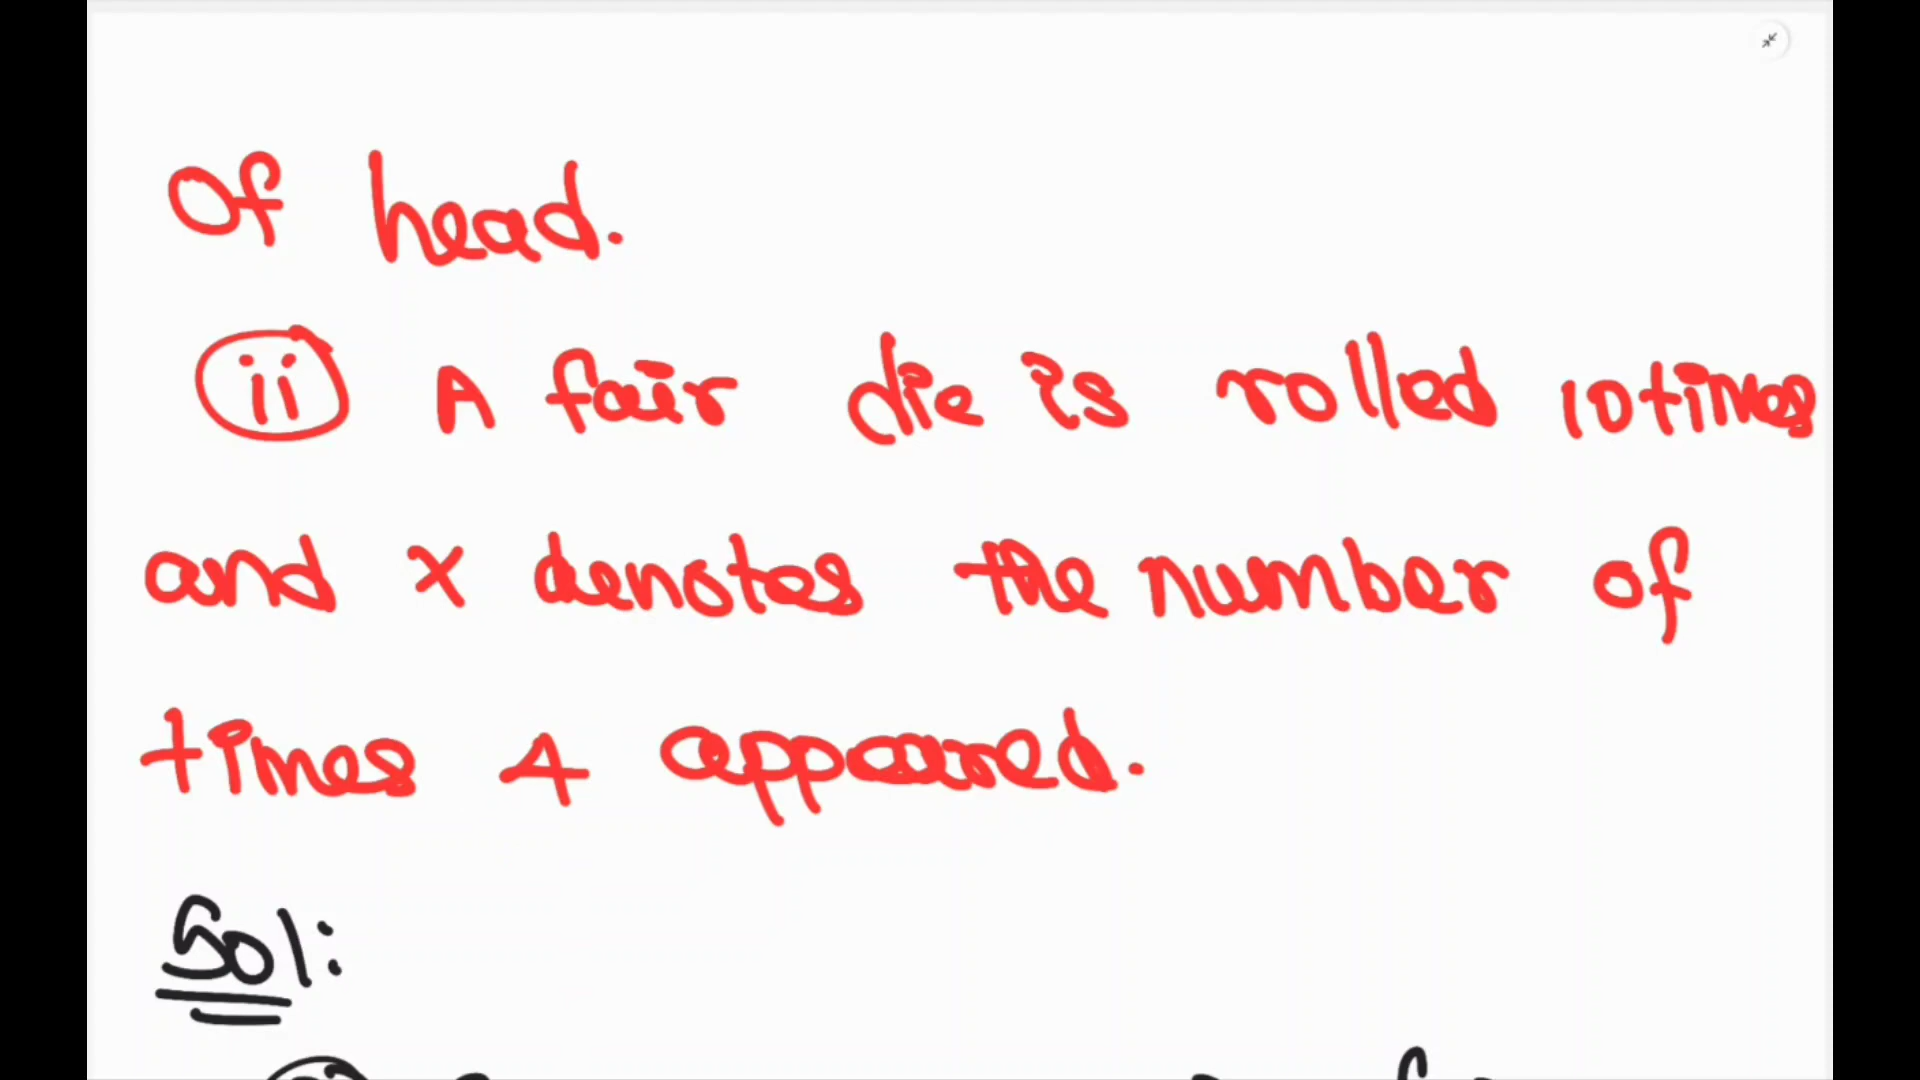 Of head.
(ii) A fair die is rolled 10 times
and x denotes the number of
times 4 appeared.
Sol: